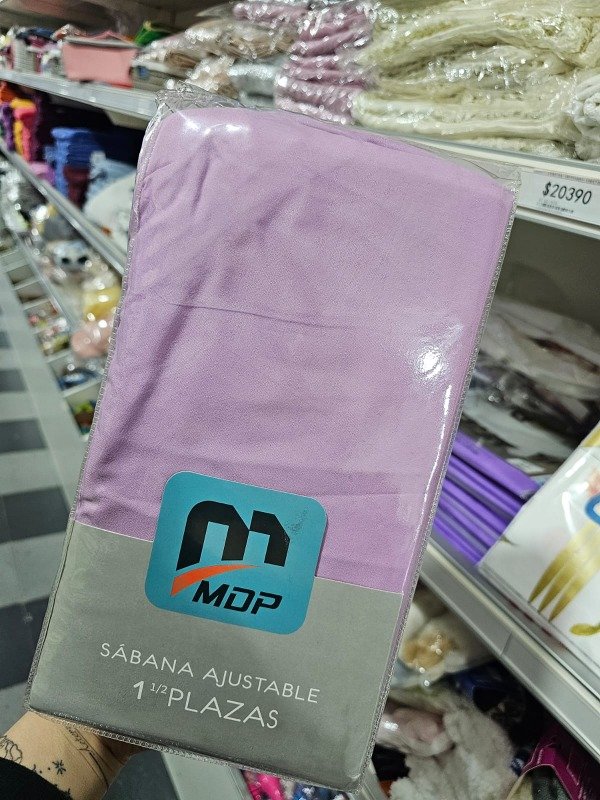 $20390
MDP
SÁBANA AJUSTABLE
1 1/2 PLAZAS